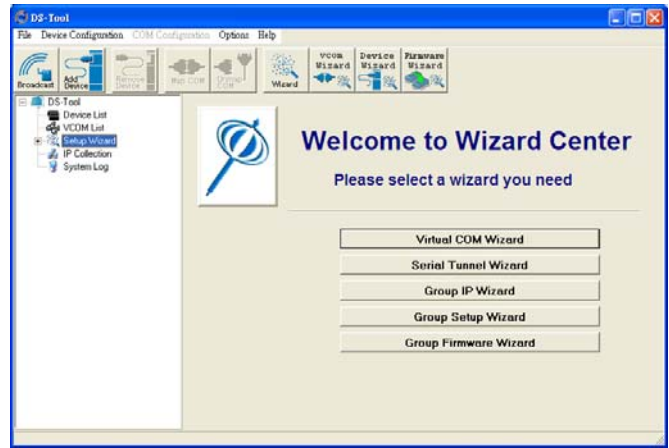 DS-Tool
File Device Configuration COM Configuration Options Help
Broadcast Add Device Remove Device Map COM Unmap COM Wizard VCOM Wizard Device Wizard Firmware Wizard
DS-Tool
Device List
VCOM List
Setup Wizard
IP Collection
System Log
Welcome to Wizard Center
Please select a wizard you need
Virtual COM Wizard
Serial Tunnel Wizard
Group IP Wizard
Group Setup Wizard
Group Firmware Wizard